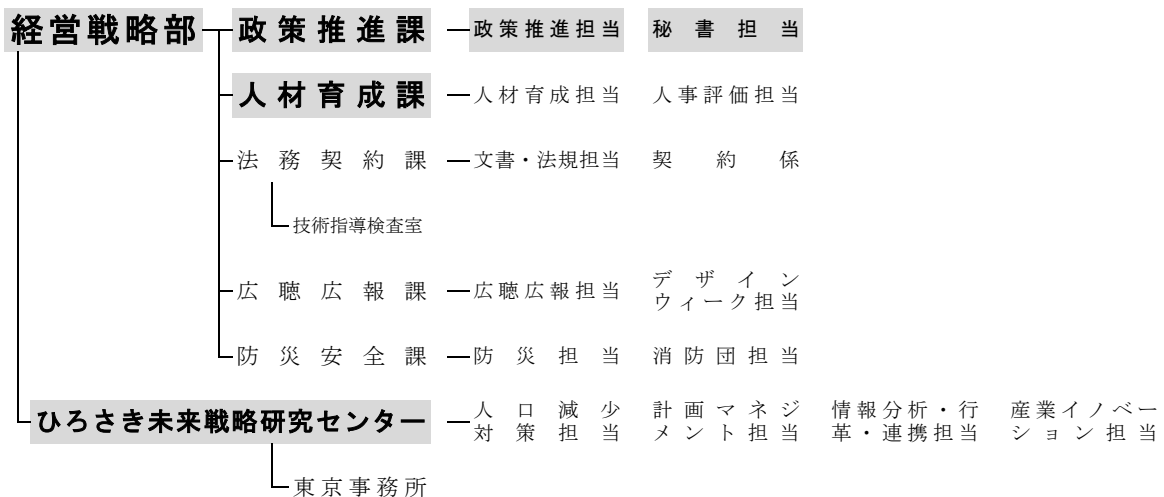 経営戦略部 政策推進課 政策推進担当 秘書担当
人材育成課 人材育成担当 人事評価担当
法務契約課 文書・法規担当 契約係
技術指導検査室
広聴広報課 広聴広報担当 デザイン
ウィーク担当
防災安全課 防災担当 消防団担当
ひろさき未来戦略研究センター 人口減少
対策担当 計画マネジ
メント担当 情報分析・行
革・連携担当 産業イノベー
ション担当
東京事務所